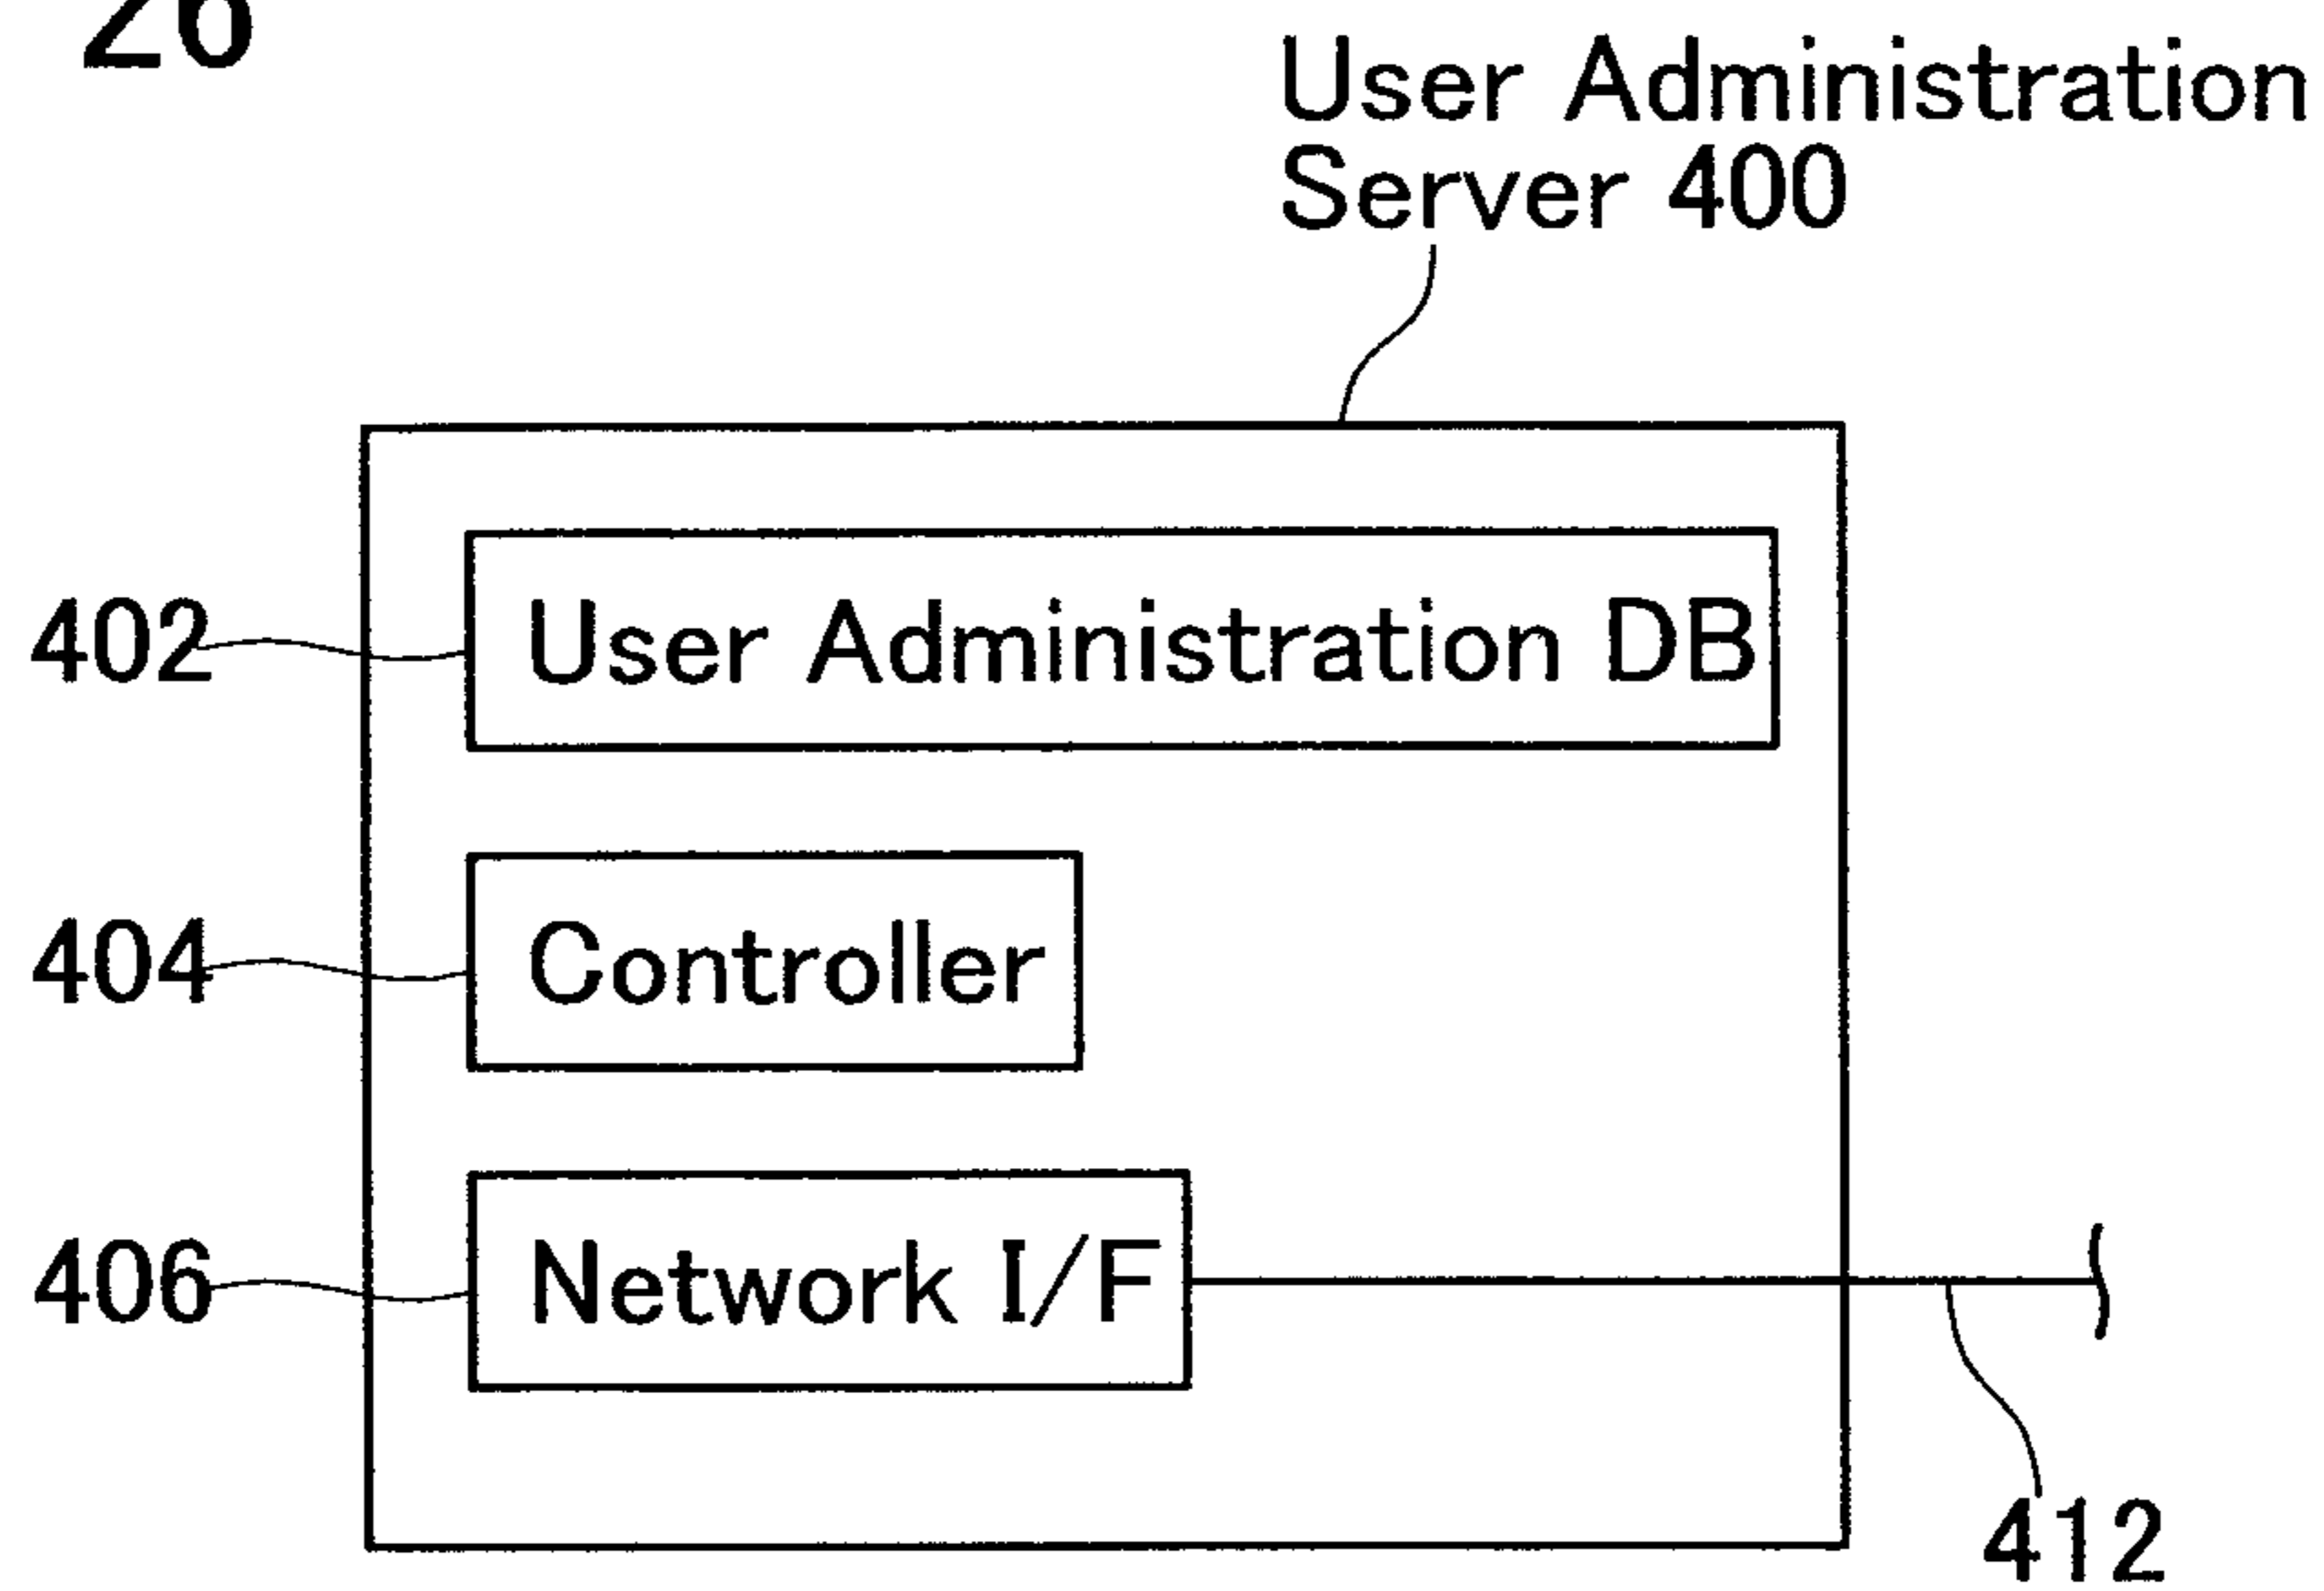 26
User Administration
Server 400
402 User Administration DB
404 Controller
406 Network I/F
412